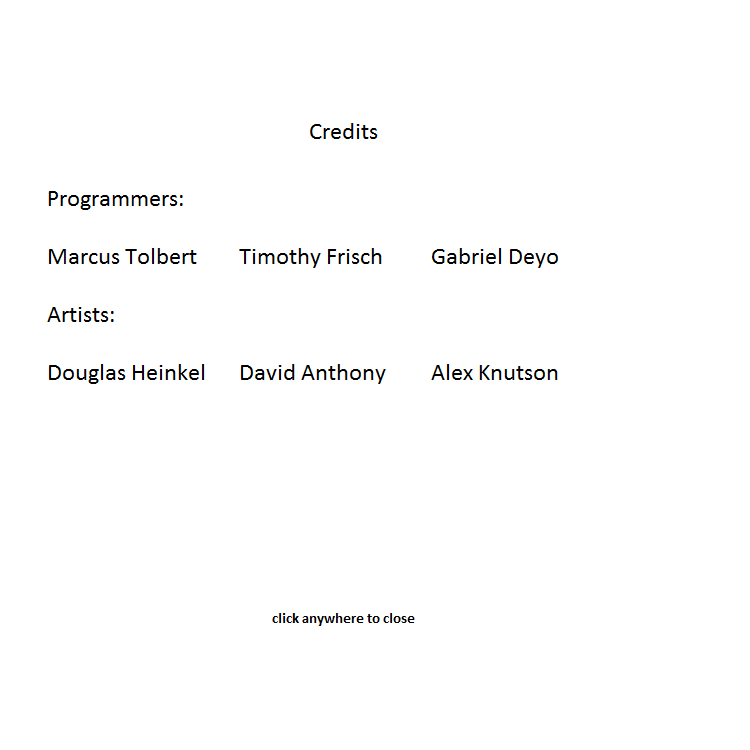 Credits
Programmers:
Marcus Tolbert Timothy Frisch Gabriel Deyo
Artists:
Douglas Heinkel David Anthony Alex Knutson
click anywhere to close